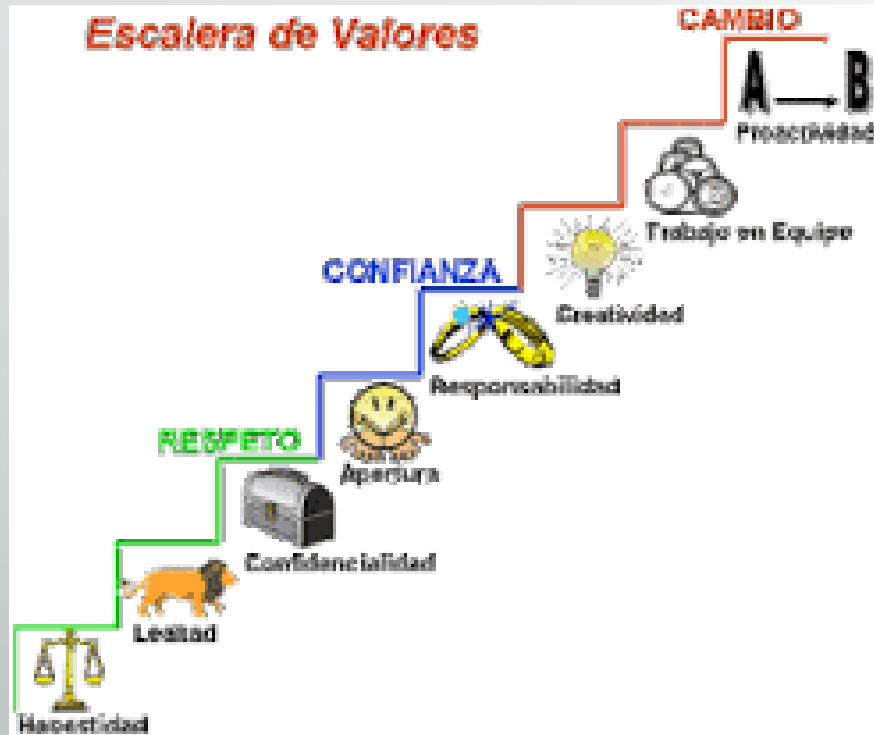 Escalera de Valores
CAMBIO
A → B
Proactividad
Trabajo en Equipo
Creatividad
CONFIANZA
Responsabilidad
Apertura
RESPETO
Confidencialidad
Lealtad
Honestidad